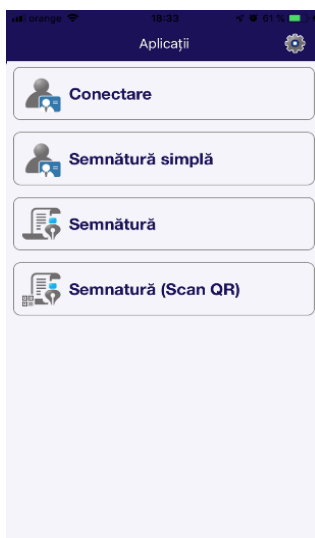 orange 18:33 61 %
Aplicații
Conectare
Semnătură simplă
Semnătură
Semnatură (Scan QR)